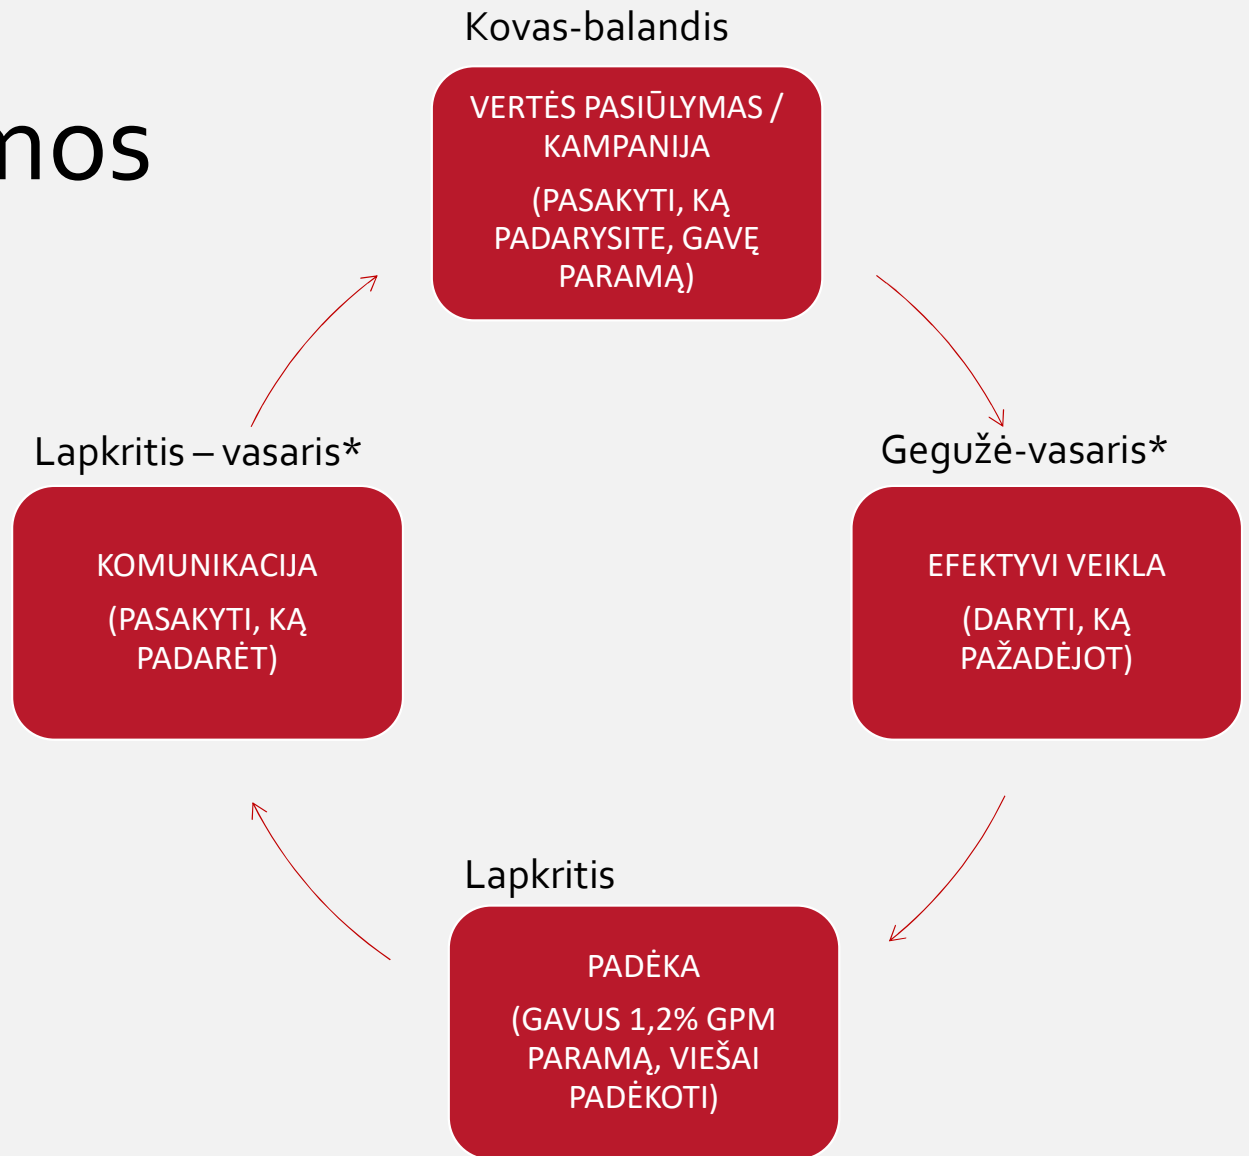 Kovas-balandis
VERTĖS PASIŪLYMAS /
KAMPANIJA
(PASAKYTI, KĄ
PADARYSITE, GAVĘ
PARAMĄ)
Gegužė-vasaris*
EFEKTYVI VEIKLA
(DARYTI, KĄ
PAŽADĖJOT)
Lapkritis
PADĖKA
(GAVUS 1,2% GPM
PARAMĄ, VIEŠAI
PADĖKOTI)
Lapkritis – vasaris*
KOMUNIKACIJA
(PASAKYTI, KĄ
PADARĖT)